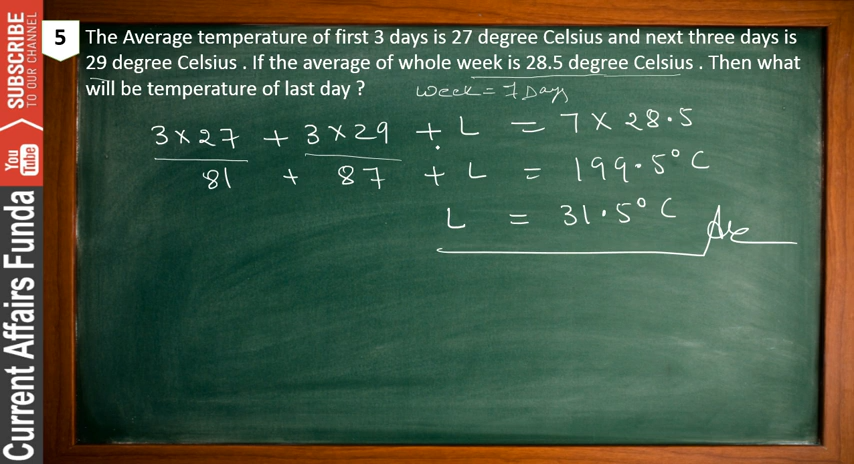 SUBSCRIBE
TO OUR CHANNEL
You
Tube
Current Affairs Funda
5
The Average temperature of first 3 days is 27 degree Celsius and next three days is
29 degree Celsius . If the average of whole week is 28.5 degree Celsius . Then what
will be temperature of last day ?
week = 7 Days
3 x 27 + 3 x 29 + L = 7 x 28.5
81 + 87 + L = 199.5° C
L = 31.5° C